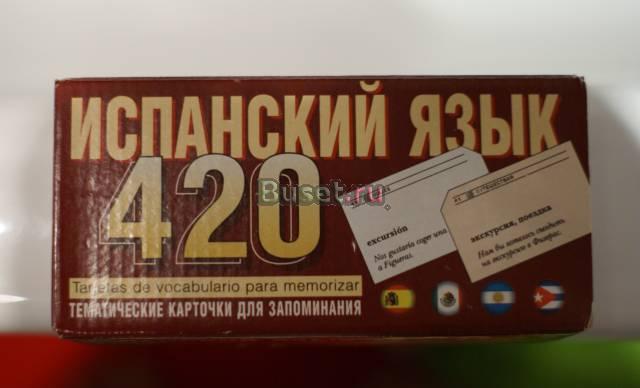 ИСПАНСКИЙ ЯЗЫК
420
Buset.ru
excursión
Nos gustaría coger una
a Figueras.
ПУТЕШЕСТВИЯ
экскурсия, поездка
Нам бы хотелось съездить
на экскурсию в Фигерас.
Tarjetas de vocabulario para memorizar
ТЕМАТИЧЕСКИЕ КАРТОЧКИ ДЛЯ ЗАПОМИНАНИЯ